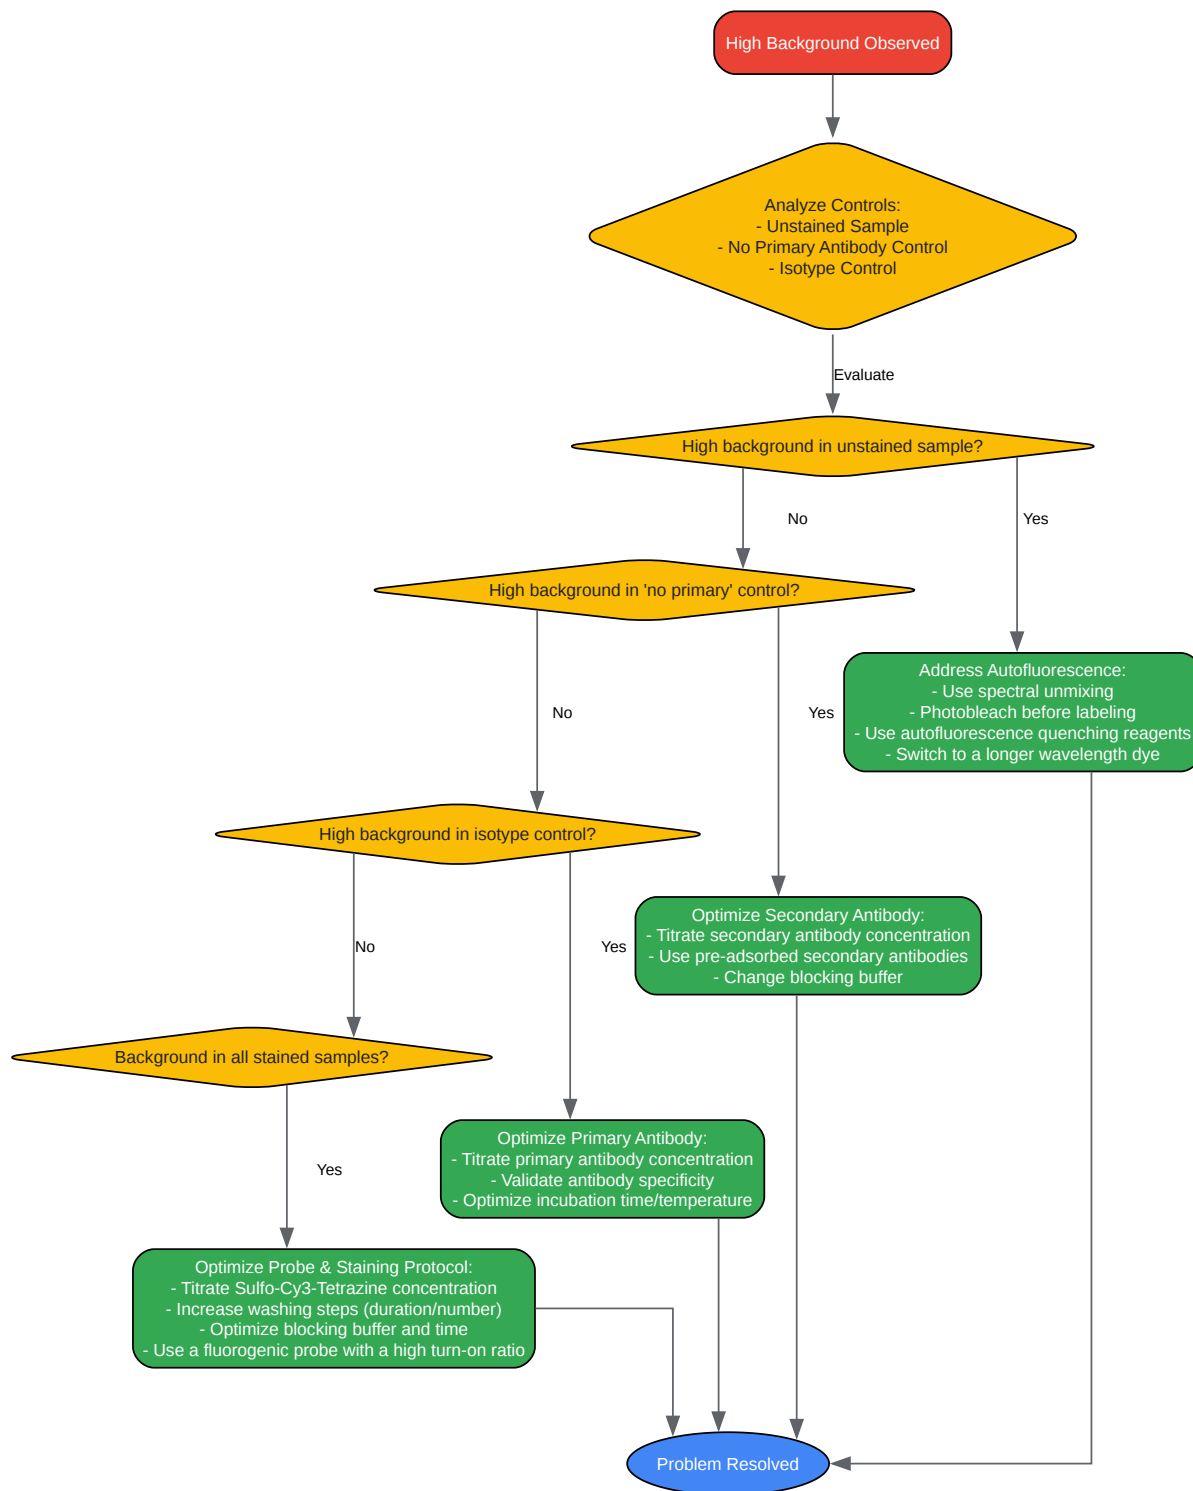 High Background Observed
Analyze Controls:
- Unstained Sample
- No Primary Antibody Control
- Isotype Control
Evaluate
High background in unstained sample?
No
Yes
High background in 'no primary' control?
No
Yes
Address Autofluorescence:
- Use spectral unmixing
- Photobleach before labeling
- Use autofluorescence quenching reagents
- Switch to a longer wavelength dye
High background in isotype control?
No
Yes
Optimize Secondary Antibody:
- Titrate secondary antibody concentration
- Use pre-adsorbed secondary antibodies
- Change blocking buffer
Background in all stained samples?
Yes
Optimize Primary Antibody:
- Titrate primary antibody concentration
- Validate antibody specificity
- Optimize incubation time/temperature
Optimize Probe & Staining Protocol:
- Titrate Sulfo-Cy3-Tetrazine concentration
- Increase washing steps (duration/number)
- Optimize blocking buffer and time
- Use a fluorogenic probe with a high turn-on ratio
Problem Resolved